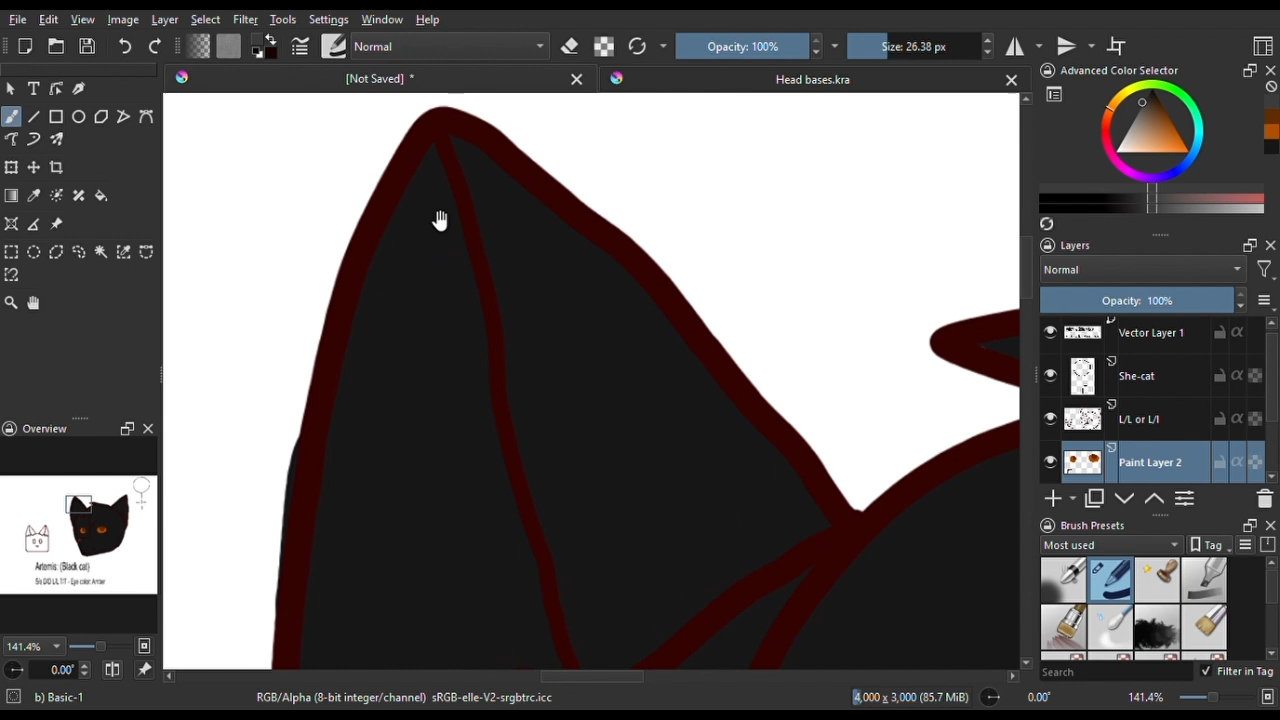 File Edit View Image Layer Select Filter Tools Settings Window Help
Normal Opacity: 100% Size: 26.38 px
[Not Saved] * Head bases.kra
Advanced Color Selector
Layers
Normal
Opacity: 100%
Vector Layer 1
She-cat
L/L or L/l
Paint Layer 2
Overview
Artemis: (Black cat)
Brush Presets
Most used Tag
Search Filter in Tag
141.4%
0.00°
b) Basic-1 RGB/Alpha (8-bit integer/channel) sRGB-elle-V2-srgbtrc.icc 4,000 x 3,000 (85.7 MiB) 0.00° 141.4%